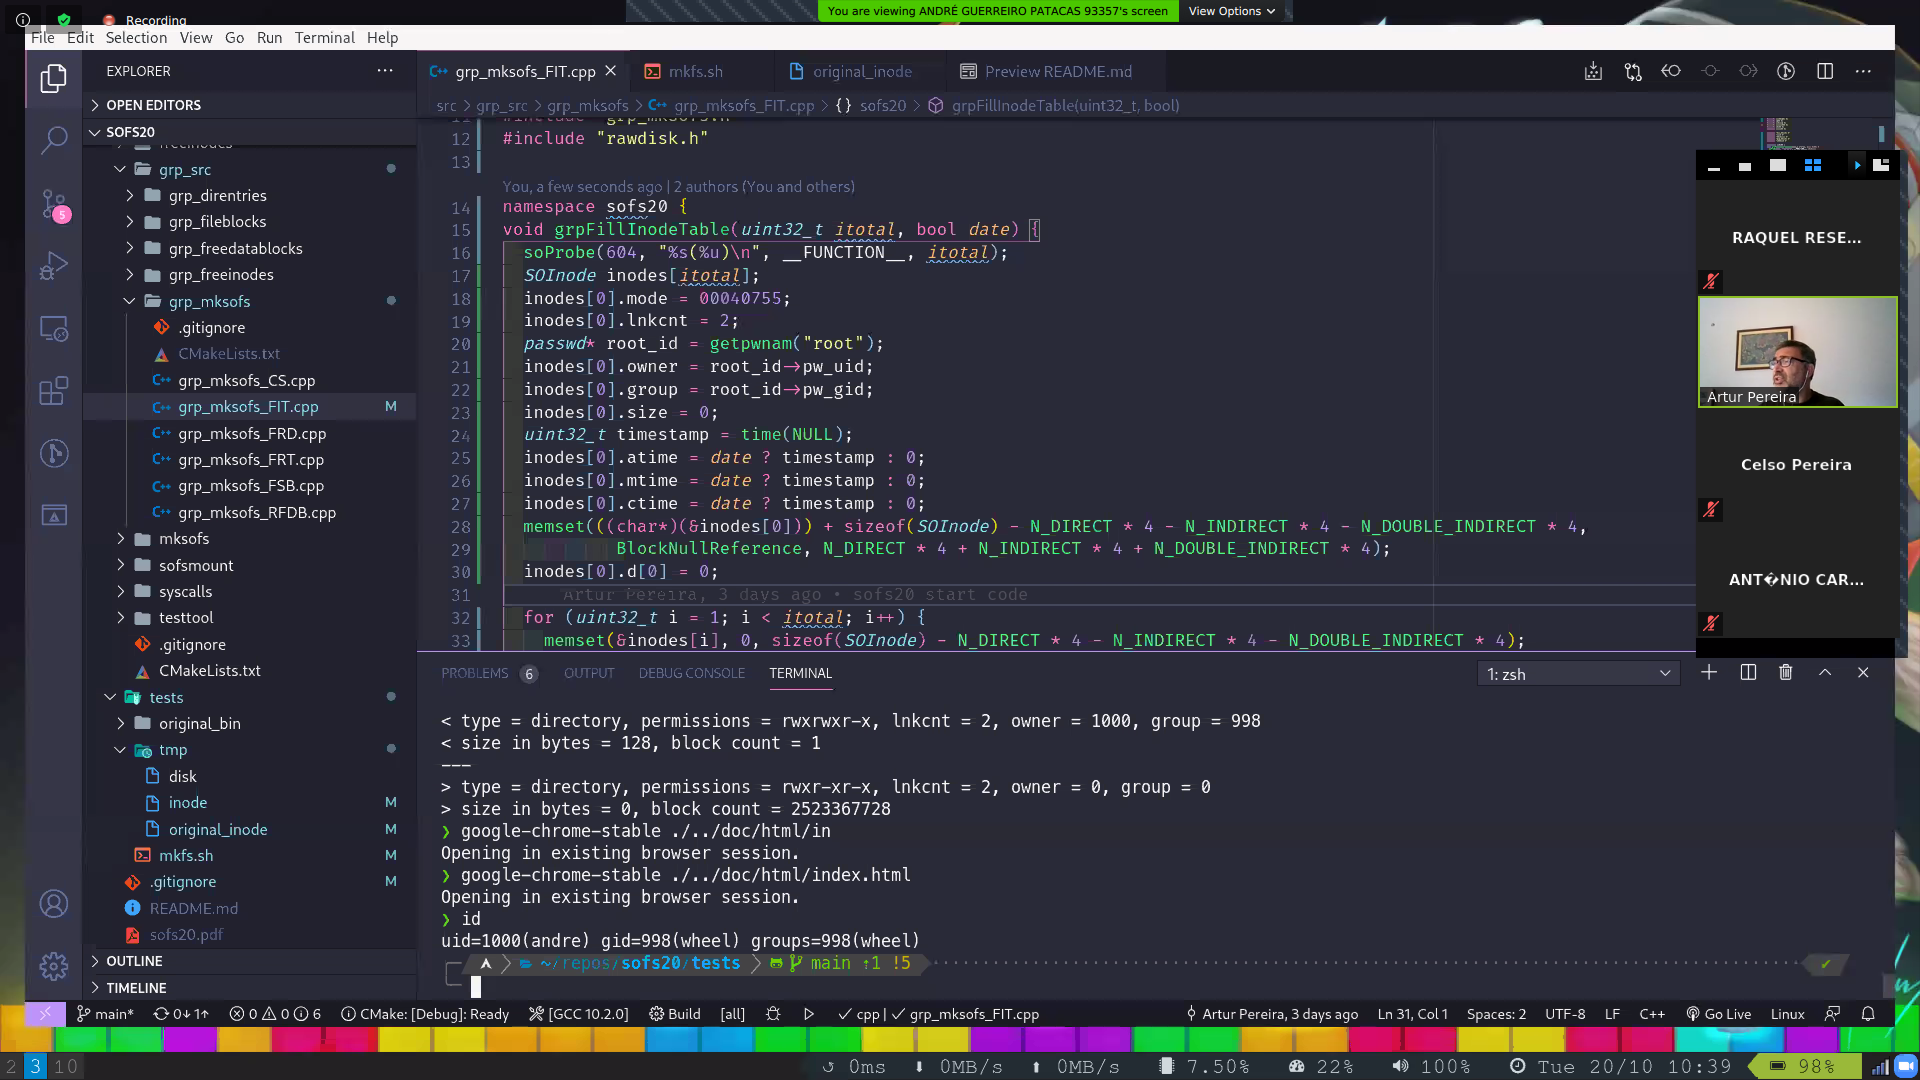 Recording
You are viewing ANDRÉ GUERREIRO PATACAS 93357's screen
View Options
File Edit Selection View Go Run Terminal Help
EXPLORER
OPEN EDITORS
SOFS20
freeinodes
grp_src
grp_direntries
grp_fileblocks
grp_freedatablocks
grp_freeinodes
grp_mksofs
.gitignore
CMakeLists.txt
grp_mksofs_CS.cpp
grp_mksofs_FIT.cpp M
grp_mksofs_FRD.cpp
grp_mksofs_FRT.cpp
grp_mksofs_FSB.cpp
grp_mksofs_RFDB.cpp
mksofs
sofsmount
syscalls
testtool
.gitignore
CMakeLists.txt
tests
original_bin
tmp
disk
inode M
original_inode M
mkfs.sh M
.gitignore M
README.md
sofs20.pdf
OUTLINE
TIMELINE
5
grp_mksofs_FIT.cpp mkfs.sh original_inode Preview README.md
src > grp_src > grp_mksofs > grp_mksofs_FIT.cpp > {} sofs20 > grpFillInodeTable(uint32_t, bool)
11 #include "grp_mksofs.h"
12 #include "rawdisk.h"
13
You, a few seconds ago | 2 authors (You and others)
14 namespace sofs20 {
15 void grpFillInodeTable(uint32_t itotal, bool date) {
16 soProbe(604, "%s(%u)\n", __FUNCTION__, itotal);
17 SOInode inodes[itotal];
18 inodes[0].mode = 00040755;
19 inodes[0].lnkcnt = 2;
20 passwd* root_id = getpwnam("root");
21 inodes[0].owner = root_id->pw_uid;
22 inodes[0].group = root_id->pw_gid;
23 inodes[0].size = 0;
24 uint32_t timestamp = time(NULL);
25 inodes[0].atime = date ? timestamp : 0;
26 inodes[0].mtime = date ? timestamp : 0;
27 inodes[0].ctime = date ? timestamp : 0;
28 memset(((char*)(&inodes[0])) + sizeof(SOInode) - N_DIRECT * 4 - N_INDIRECT * 4 - N_DOUBLE_INDIRECT * 4,
29 BlockNullReference, N_DIRECT * 4 + N_INDIRECT * 4 + N_DOUBLE_INDIRECT * 4);
30 inodes[0].d[0] = 0;
31 Artur Pereira, 3 days ago • sofs20 start code
32 for (uint32_t i = 1; i < itotal; i++) {
33 memset(&inodes[i], 0, sizeof(SOInode) - N_DIRECT * 4 - N_INDIRECT * 4 - N_DOUBLE_INDIRECT * 4);
RAQUEL RESE...
Artur Pereira
Celso Pereira
ANT�NIO CAR...
PROBLEMS 6 OUTPUT DEBUG CONSOLE TERMINAL
1: zsh
< type = directory, permissions = rwxrwxr-x, lnkcnt = 2, owner = 1000, group = 998
< size in bytes = 128, block count = 1
---
> type = directory, permissions = rwxr-xr-x, lnkcnt = 2, owner = 0, group = 0
> size in bytes = 0, block count = 2523367728
❯ google-chrome-stable ./../doc/html/in
Opening in existing browser session.
❯ google-chrome-stable ./../doc/html/index.html
Opening in existing browser session.
❯ id
uid=1000(andre) gid=998(wheel) groups=998(wheel)
~/repos/sofs20/tests main ⇡1 !5 ✓
main* 0↓ 1↑ 0 0 6 CMake: [Debug]: Ready [GCC 10.2.0] Build [all] cpp | grp_mksofs_FIT.cpp Artur Pereira, 3 days ago Ln 31, Col 1 Spaces: 2 UTF-8 LF C++ Go Live Linux
2 3 10 0ms 0MB/s 0MB/s 7.50% 22% 100% Tue 20/10 10:39 98%